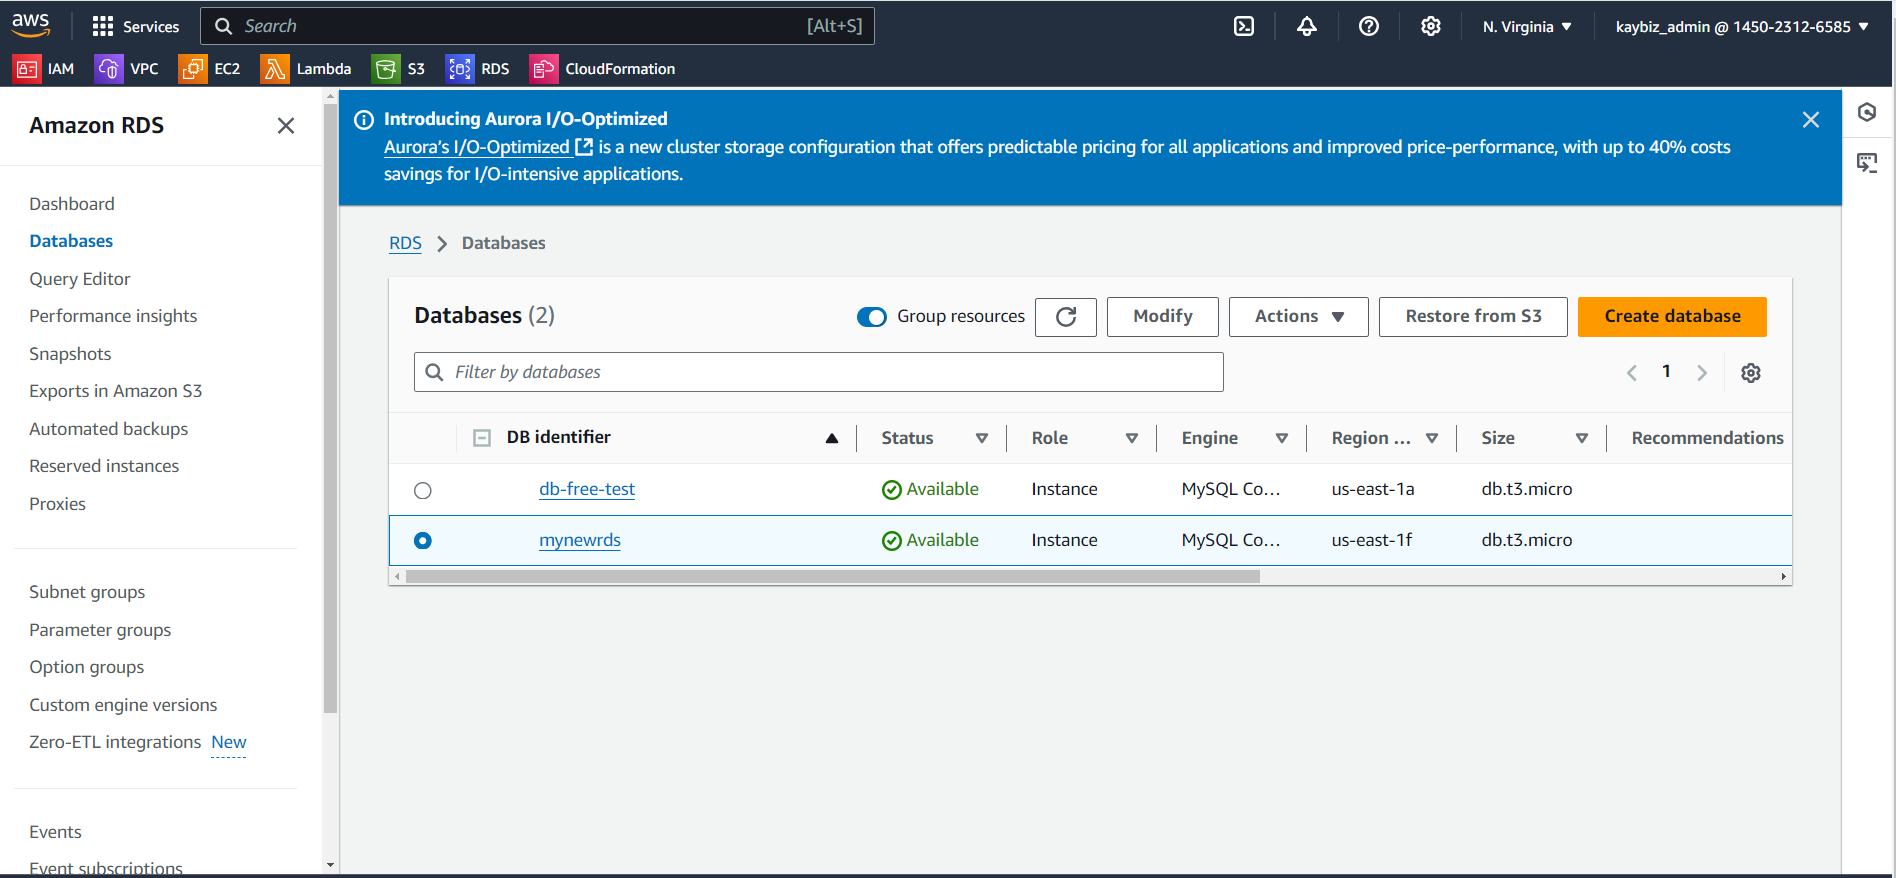 aws
Services
Search
[Alt+S]
N. Virginia
kaybiz_admin @ 1450-2312-6585
IAM
VPC
EC2
Lambda
S3
RDS
CloudFormation
Amazon RDS
Dashboard
Databases
Query Editor
Performance insights
Snapshots
Exports in Amazon S3
Automated backups
Reserved instances
Proxies
Subnet groups
Parameter groups
Option groups
Custom engine versions
Zero-ETL integrations New
Events
Event subscriptions
Introducing Aurora I/O-Optimized
Aurora's I/O-Optimized is a new cluster storage configuration that offers predictable pricing for all applications and improved price-performance, with up to 40% costs
savings for I/O-intensive applications.
RDS > Databases
Databases (2)
Group resources
Modify
Actions
Restore from S3
Create database
Filter by databases
1
DB identifier Status Role Engine Region ... Size Recommendations
db-free-test Available Instance MySQL Co... us-east-1a db.t3.micro
mynewrds Available Instance MySQL Co... us-east-1f db.t3.micro